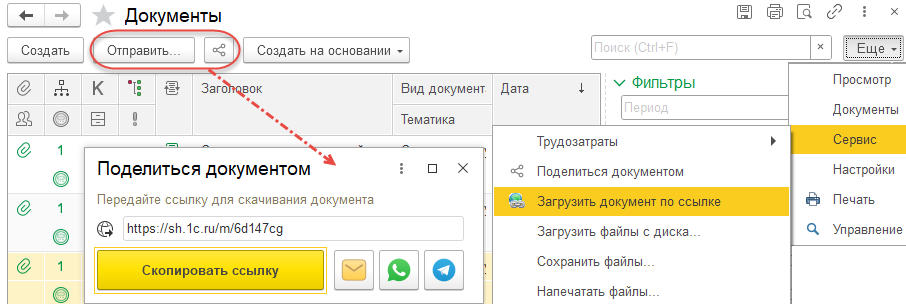 Документы
Создать
Отправить...
Создать на основании
Поиск (Ctrl+F)
×
Еще
К
Заголовок
Вид документа
Дата
Тематика
Фильтры
Период
1
1
1
Поделиться документом
Передайте ссылку для скачивания документа
https://sh.1c.ru/m/6d147cg
Скопировать ссылку
Трудозатраты
Поделиться документом
Загрузить документ по ссылке
Загрузить файлы с диска...
Сохранить файлы...
Напечатать файлы...
Просмотр
Документы
Сервис
Настройки
Печать
Управление